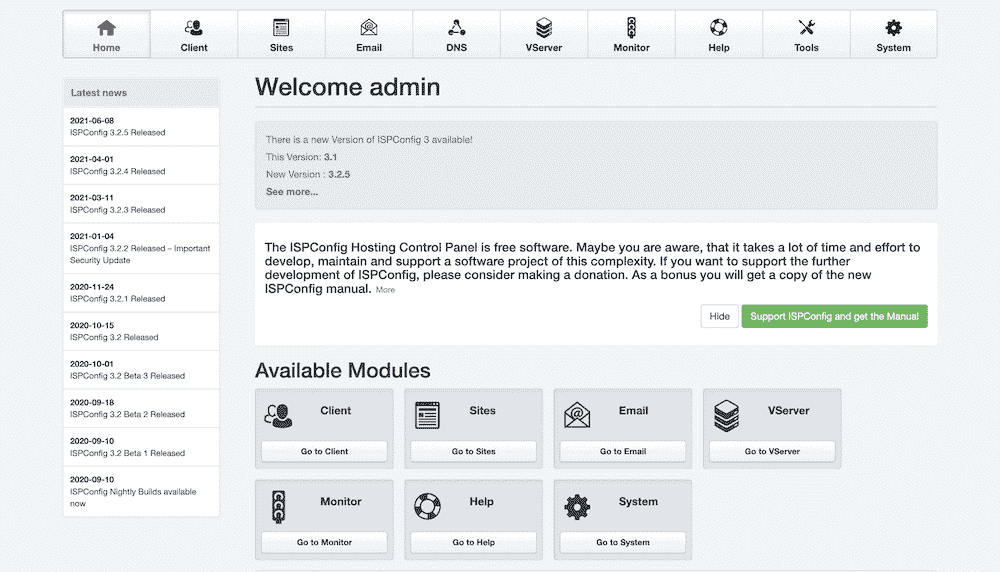 Home
Client
Sites
Email
DNS
VServer
Monitor
Help
Tools
System
Latest news
2021-06-08
ISPConfig 3.2.5 Released
2021-04-01
ISPConfig 3.2.4 Released
2021-03-11
ISPConfig 3.2.3 Released
2021-01-04
ISPConfig 3.2.2 Released – Important
Security Update
2020-11-24
ISPConfig 3.2.1 Released
2020-10-15
ISPConfig 3.2 Released
2020-10-01
ISPConfig 3.2 Beta 3 Released
2020-09-18
ISPConfig 3.2 Beta 2 Released
2020-09-10
ISPConfig 3.2 Beta 1 Released
2020-09-10
ISPConfig Nightly Builds available
now
Welcome admin
There is a new Version of ISPConfig 3 available!
This Version: 3.1
New Version : 3.2.5
See more...
The ISPConfig Hosting Control Panel is free software. Maybe you are aware, that it takes a lot of time and effort to
develop, maintain and support a software project of this complexity. If you want to support the further
development of ISPConfig, please consider making a donation. As a bonus you will get a copy of the new
ISPConfig manual. More
Hide
Support ISPConfig and get the Manual
Available Modules
Client
Go to Client
Sites
Go to Sites
Email
Go to Email
VServer
Go to VServer
Monitor
Go to Monitor
Help
Go to Help
System
Go to System